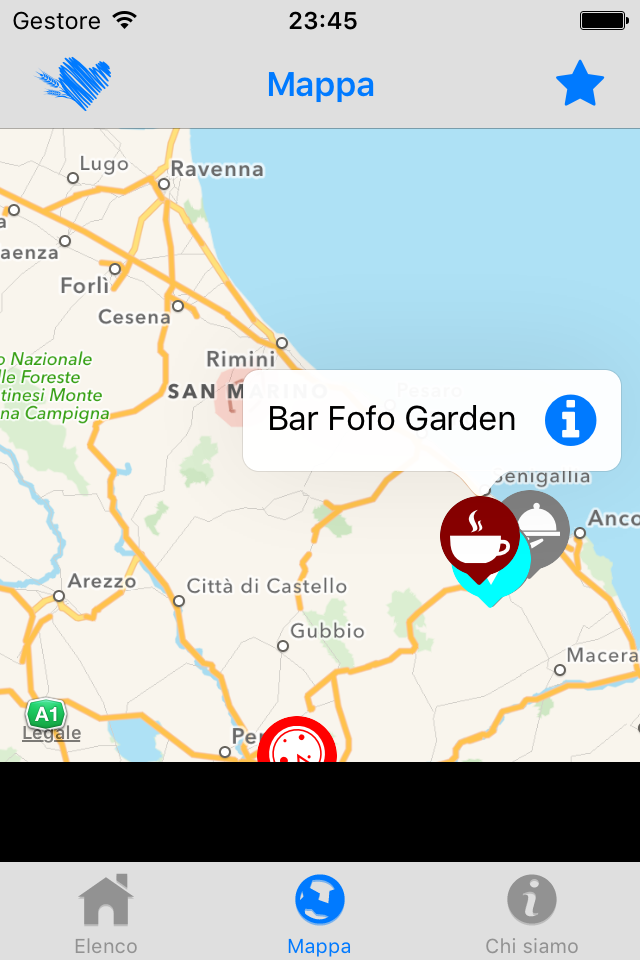 Gestore
23:45
Mappa
Lugo
Ravenna
aenza
Forlì
Cesena
o Nazionale
lle Foreste
tinesi Monte
na Campigna
Rimini
SAN MARINO
Pesaro
Bar Fofo Garden
Senigallia
Anco
Arezzo
Città di Castello
Gubbio
Macera
A1
Legale
Per
Elenco
Mappa
Chi siamo